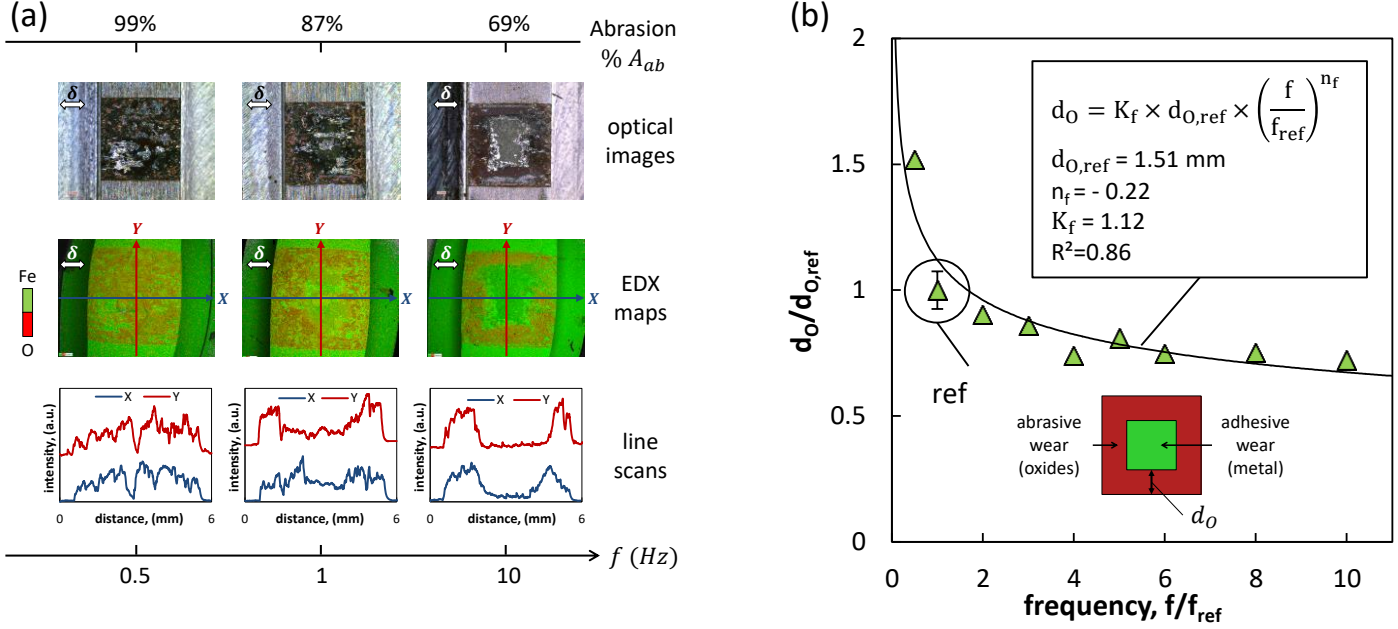 (a)
99%
87%
69%
Abrasion
% A_ab
δ
δ
δ
optical
images
Y
Y
Y
δ
δ
δ
Fe
O
X
X
X
EDX
maps
X
Y
X
Y
X
Y
intensity, (a.u.)
intensity, (a.u.)
intensity, (a.u.)
line
scans
0
6
0
6
0
6
distance, (mm)
distance, (mm)
distance, (mm)
0.5
1
10
f (Hz)
(b)
2
1.5
1
0.5
0
d_O/d_O,ref
d_O = K_f × d_O,ref × (f/f_ref)^n_f
d_O,ref = 1.51 mm
n_f = - 0.22
K_f = 1.12
R²=0.86
ref
abrasive
wear
(oxides)
adhesive
wear
(metal)
d_O
0
2
4
6
8
10
frequency, f/f_ref